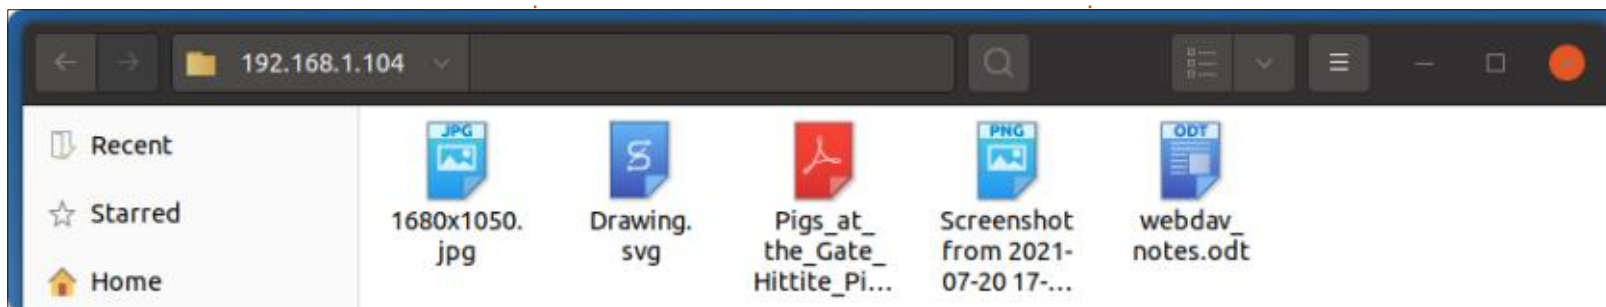 192.168.1.104
Recent
Starred
Home
JPG
1680x1050.
jpg
Drawing.
svg
Pigs_at_
the_Gate_
Hittite_Pi...
PNG
Screenshot
from 2021-
07-20 17-...
ODT
webdav_
notes.odt